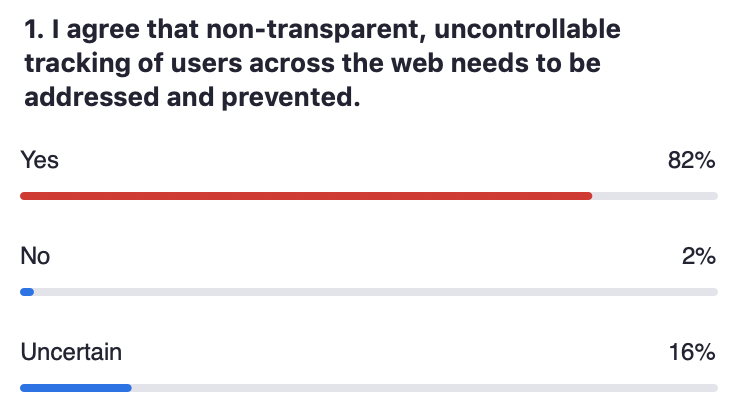 1. I agree that non-transparent, uncontrollable
tracking of users across the web needs to be
addressed and prevented.
Yes 82%
No 2%
Uncertain 16%